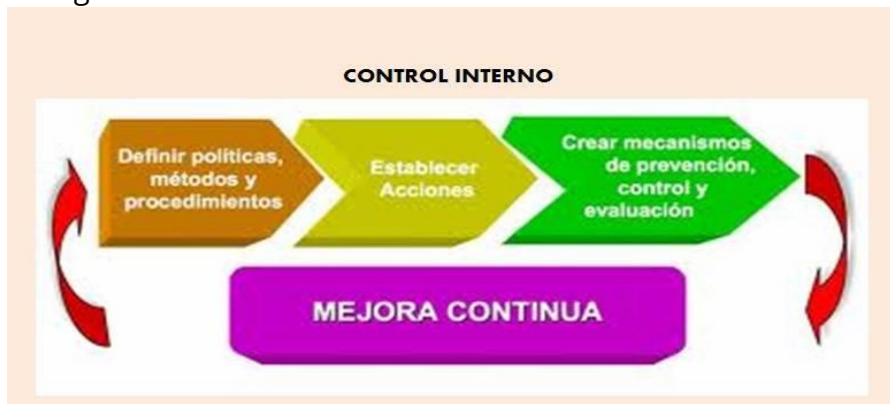 CONTROL INTERNO
Definir políticas,
métodos y
procedimientos
Establecer
Acciones
Crear mecanismos
de prevención,
control y
evaluación
MEJORA CONTINUA